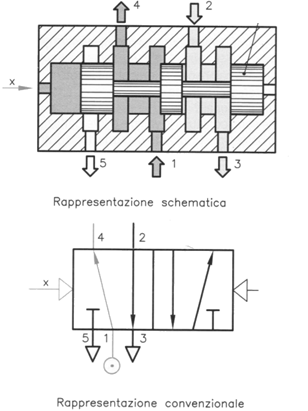 4 2
x
5 1 3
Rappresentazione schematica
4 2
x
5 1 3
Rappresentazione convenzionale